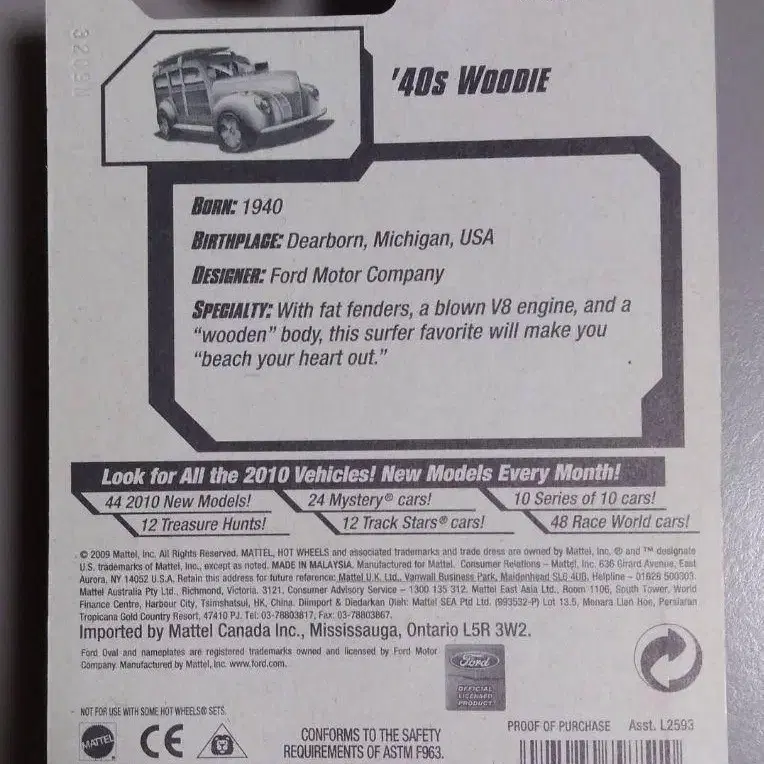 3209N
'40s WOODIE
BORN: 1940
BIRTHPLACE: Dearborn, Michigan, USA
DESIGNER: Ford Motor Company
SPECIALTY: With fat fenders, a blown V8 engine, and a
“wooden” body, this surfer favorite will make you
“beach your heart out.”
Look for All the 2010 Vehicles! New Models Every Month!
44 2010 New Models! 24 Mystery® cars! 10 Series of 10 cars!
12 Treasure Hunts! 12 Track Stars® cars! 48 Race World cars!
© 2009 Mattel, Inc. All Rights Reserved. MATTEL, HOT WHEELS and associated trademarks and trade dress are owned by Mattel, Inc. ® and ™ designate
U.S. trademarks of Mattel, Inc., except as noted. MADE IN MALAYSIA. Manufactured for Mattel. Consumer Relations – Mattel, Inc. 636 Girard Avenue, East
Aurora, NY 14052 U.S.A. Retain this address for future reference: Mattel U.K. Ltd., Vanwall Business Park, Maidenhead SL6 4UB. Helpline – 01628 500303.
Mattel Australia Pty Ltd., Richmond, Victoria. 3121. Consumer Advisory Service – 1300 135 312. Mattel East Asia Ltd., Room 1106, South Tower, World
Finance Centre, Harbour City, Tsimshatsui, HK, China. Diimport & Diedarkan Oleh: Mattel SEA Ptd Ltd. (993532-P) Lot 13.5, Menara Lien Hoe, Persiaran
Tropicana Golf Country Resort, 47410 PJ. Tel: 03-78803817, Fax: 03-78803867.
Imported by Mattel Canada Inc., Mississauga, Ontario L5R 3W2.
Ford Oval and nameplates are registered trademarks owned and licensed by Ford Motor
Company. Manufactured by Mattel, Inc. www.ford.com.
Ford
OFFICIAL
LICENSED
PRODUCT
NOT FOR USE WITH SOME HOT WHEELS® SETS.
MATTEL
CE
CONFORMS TO THE SAFETY
REQUIREMENTS OF ASTM F963.
PROOF OF PURCHASE Asst. L2593